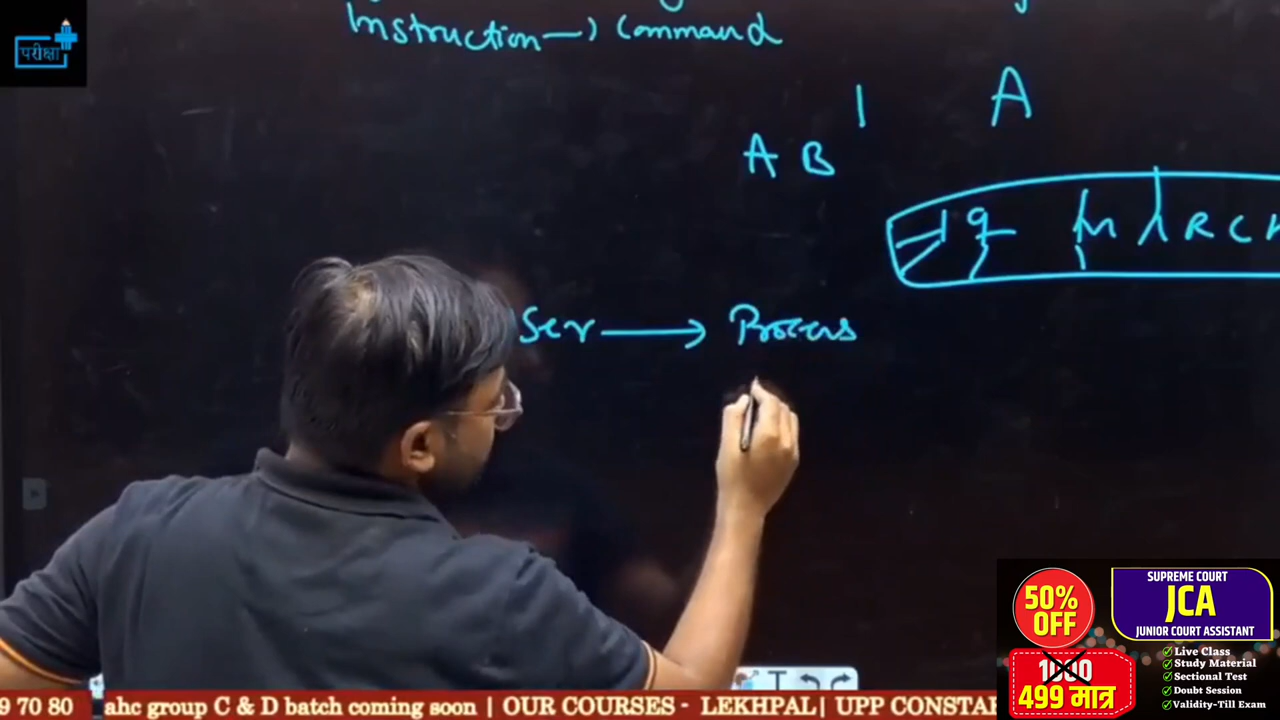 परीक्षा
Instruction → Command
1 A
A B
ser → Process
50%
OFF
1000
499 मात्र
SUPREME COURT
JCA
JUNIOR COURT ASSISTANT
Live Class
Study Material
Sectional Test
Doubt Session
Validity-Till Exam
9 70 80 ahc group C & D batch coming soon | OUR COURSES - LEKHPAL| UPP CONSTA